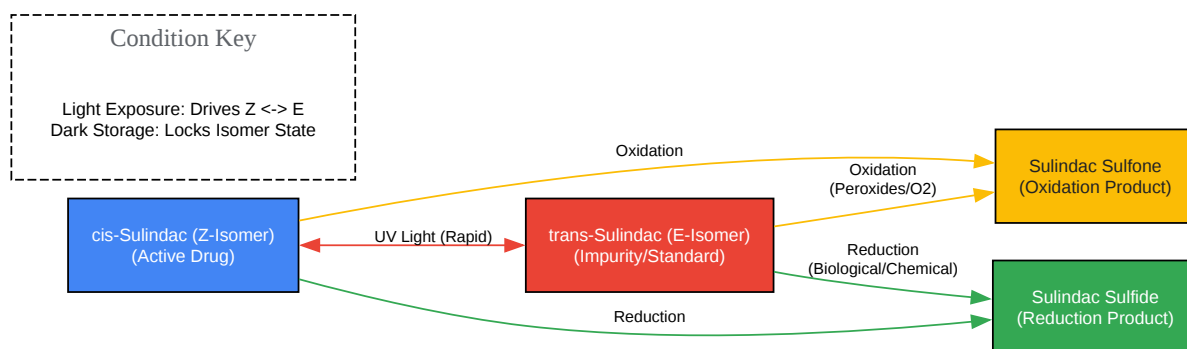 Condition Key
Light Exposure: Drives Z <-> E
Dark Storage: Locks Isomer State
Oxidation
Oxidation
(Peroxides/O2)
Sulindac Sulfone
(Oxidation Product)
cis-Sulindac (Z-Isomer)
(Active Drug)
UV Light (Rapid)
trans-Sulindac (E-Isomer)
(Impurity/Standard)
Reduction
(Biological/Chemical)
Sulindac Sulfide
(Reduction Product)
Reduction